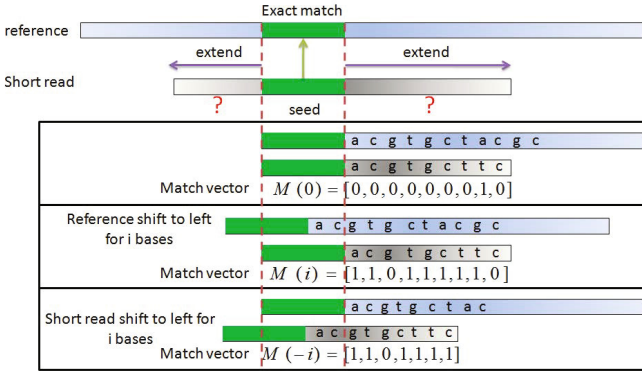 Exact match
reference
extend
extend
Short read
?
?
seed
a c g t g c t a c g c
a c g t g c t t c
Match vector M (0) = [0,0,0,0,0,0,0,1,0]
Reference shift to left for i bases
a c g t g c t a c g c
a c g t g c t t c
Match vector M (i) = [1,1,0,1,1,1,1,1,0]
a c g t g c t a c
Short read shift to left for i bases
a c g t g c t t c
Match vector M (−i) = [1,1,0,1,1,1,1]